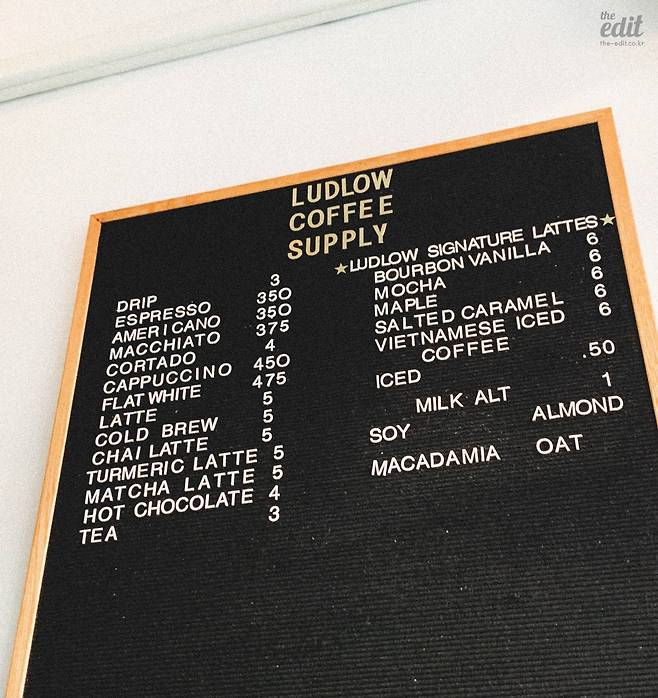 the
edit
the-edit.co.kr
LUDLOW
COFFEE
SUPPLY
DRIP 3
ESPRESSO 350
AMERICANO 350
MACCHIATO 375
CORTADO 4
CAPPUCCINO 450
FLAT WHITE 475
LATTE 5
COLD BREW 5
CHAI LATTE 5
TURMERIC LATTE 5
MATCHA LATTE 5
HOT CHOCOLATE 4
TEA 3
★LUDLOW SIGNATURE LATTES★
BOURBON VANILLA 6
MOCHA 6
MAPLE 6
SALTED CARAMEL 6
VIETNAMESE ICED 6
COFFEE
ICED .50
MILK ALT 1
SOY ALMOND
MACADAMIA OAT